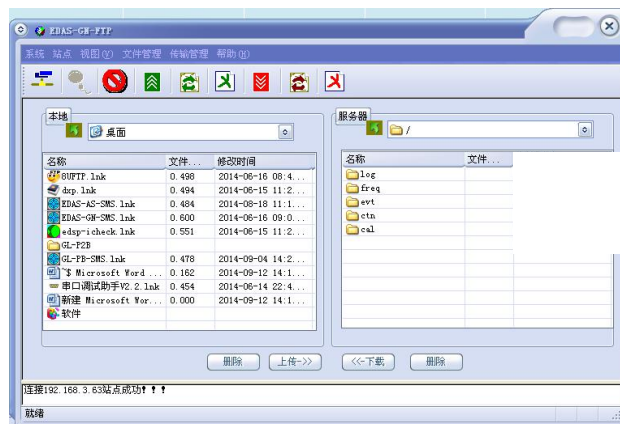 EDAS-GN-FTP
系统 站点 视图(V) 文件管理 传输管理 帮助(H)
本地
桌面
名称 文件... 修改时间
8UFTP.lnk 0.498 2014-06-16 08:4...
dxp.lnk 0.494 2014-06-15 11:2...
EDAS-AS-SMS.lnk 0.484 2014-08-18 11:1...
EDAS-GN-SMS.lnk 0.600 2014-06-16 09:0...
edsp-icheck.lnk 0.551 2014-06-15 11:2...
GL-P2B
GL-PB-SMS.lnk 0.478 2014-09-04 14:2...
~$ Microsoft Word ... 0.162 2014-09-12 14:1...
串口调试助手V2.2.lnk 0.454 2014-06-14 22:4...
新建 Microsoft Wor... 0.000 2014-09-12 14:1...
软件
删除 上传->>
服务器
/
名称 文件...
log
freq
evt
ctn
cal
<<-下载 删除
连接192.168.3.63站点成功!!!
就绪